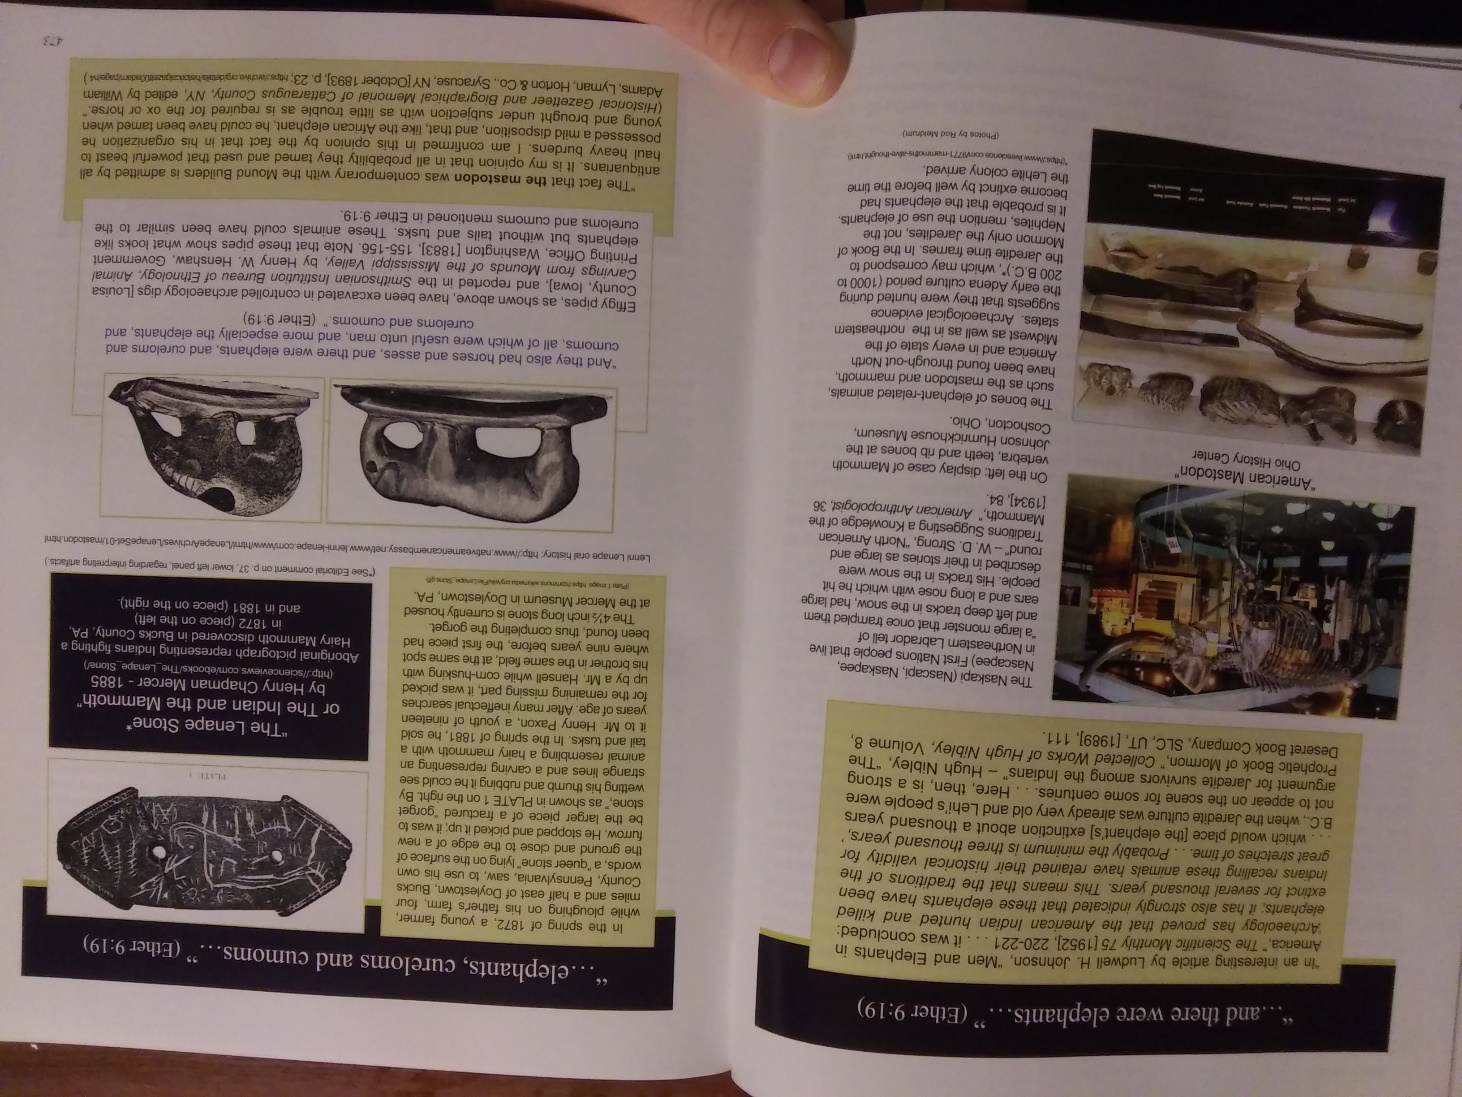 “…and there were elephants…” (Ether 9:19)
“In an interesting article by Ludwell H. Johnson, “Men and Elephants in
America,” The Scientific Monthly 75 [1952], 220-221 . . . it was concluded:
‘Archaeology has proved that the American Indian hunted and killed
elephants; it has also strongly indicated that these elephants have been
extinct for several thousand years. This means that the traditions of the
Indians recalling these animals have retained their historical validity for
great stretches of time. . . Probably the minimum is three thousand years,’
. . . which would place [the elephant’s] extinction about a thousand years
B.C., when the Jaredite culture was already very old and Lehi’s people were
not to appear on the scene for some centuries. . . Here, then, is a strong
argument for Jaredite survivors among the Indians” – Hugh Nibley, “The
Prophetic Book of Mormon,” Collected Works of Hugh Nibley, Volume 8,
Deseret Book Company, SLC, UT, [1989], 111.
“American Mastodon”
Ohio History Center
The Naskapi (Nascapi, Naskapee,
Nascapee) First Nations people that live
in Northeastern Labrador tell of
“a large monster that once trampled them
and left deep tracks in the snow, had large
ears and a long nose with which he hit
people. His tracks in the snow were
described in their stories as large and
round” – W. D. Strong, “North American
Traditions Suggesting a Knowledge of the
Mammoth,” American Anthropologist, 36
[1934], 84.
On the left: display case of Mammoth
vertebra, teeth and rib bones at the
Johnson Humrickhouse Museum,
Coshocton, Ohio.
The bones of elephant-related animals,
such as the mastodon and mammoth,
have been found through-out North
America and in every state of the
Midwest as well as in the northeastern
states. Archaeological evidence
suggests that they were hunted during
the early Adena culture period (1000 to
200 B.C.)*, which may correspond to
the Jaredite time frames. In the Book of
Mormon only the Jaredites, not the
Nephites, mention the use of elephants.
It is probable that the elephants had
become extinct by well before the time
the Lehite colony arrived.
*(https://www.livescience.com/9771-mammoths-alive-thought.htm)
(Photos by Rod Meldrum)
“…elephants, cureloms and cumoms…” (Ether 9:19)
In the spring of 1872, a young farmer,
while ploughing on his father’s farm, four
miles and a half east of Doylestown, Bucks
County, Pennsylvania, saw, to use his own
words, a “queer stone” lying on the surface of
the ground and close to the edge of a new
furrow. He stopped and picked it up; it was to
be the larger piece of a fractured “gorget
stone,” as shown in PLATE 1 on the right. By
wetting his thumb and rubbing it he could see
strange lines and a carving representing an
animal resembling a hairy mammoth with a
tail and tusks. In the spring of 1881, he sold
it to Mr. Henry Paxon, a youth of nineteen
years of age. After many ineffectual searches
for the remaining missing part, it was picked
up by a Mr. Hansell while corn-husking with
his brother in the same field, at the same spot
where nine years before, the first piece had
been found, thus completing the gorget.
The 4½ inch long stone is currently housed
at the Mercer Museum in Doylestown, PA.
PLATE 1
“The Lenape Stone*
or The Indian and the Mammoth”
by Henry Chapman Mercer - 1885
(http://scienceviews.com/ebooks/The_Lenape_Stone/)
Aboriginal pictograph representing Indians fighting a
Hairy Mammoth discovered in Bucks County, PA,
in 1872 (piece on the left)
and in 1881 (piece on the right).
(*See Editorial comment on p. 37, lower left panel, regarding interpreting artifacts.)
Lenni Lenape oral history: http://www.nativeamericanembassy.net/www.lenni-lenape.com/www/html/LenapeArchives/LenapeSet-01/mastodon.html
“And they also had horses and asses, and there were elephants, and cureloms and
cumoms, all of which were useful unto man, and more especially the elephants, and
cureloms and cumoms.” (Ether 9:19)
Effigy pipes, as shown above, have been excavated in controlled archaeology digs [Louisa
County, Iowa], and reported in the Smithsonian Institution Bureau of Ethnology, Animal
Carvings from Mounds of the Mississippi Valley, by Henry W. Henshaw, Government
Printing Office, Washington [1883], 155-156. Note that these pipes show what looks like
elephants but without tails and tusks. These animals could have been similar to the
cureloms and cumoms mentioned in Ether 9:19.
“The fact that the mastodon was contemporary with the Mound Builders is admitted by all
antiquarians. It is my opinion that in all probability they tamed and used that powerful beast to
haul heavy burdens. I am confirmed in this opinion by the fact that in his organization he
possessed a mild disposition, and that, like the African elephant, he could have been tamed when
young and brought under subjection with as little trouble as is required for the ox or horse.”
(Historical Gazetteer and Biographical Memorial of Cattaraugus County, NY, edited by William
Adams, Lyman, Horton & Co., Syracuse, NY [October 1893], p. 23;
473